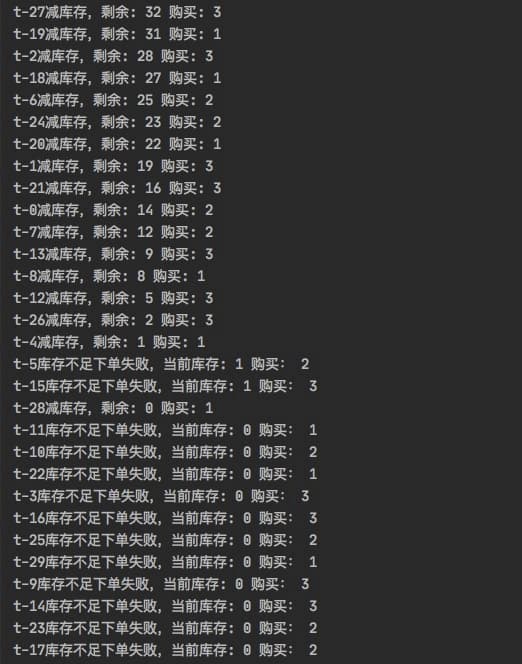 t-27减库存，剩余: 32 购买: 3
t-19减库存，剩余: 31 购买: 1
t-2减库存，剩余: 28 购买: 3
t-18减库存，剩余: 27 购买: 1
t-6减库存，剩余: 25 购买: 2
t-24减库存，剩余: 23 购买: 2
t-20减库存，剩余: 22 购买: 1
t-1减库存，剩余: 19 购买: 3
t-21减库存，剩余: 16 购买: 3
t-0减库存，剩余: 14 购买: 2
t-7减库存，剩余: 12 购买: 2
t-13减库存，剩余: 9 购买: 3
t-8减库存，剩余: 8 购买: 1
t-12减库存，剩余: 5 购买: 3
t-26减库存，剩余: 2 购买: 3
t-4减库存，剩余: 1 购买: 1
t-5库存不足下单失败，当前库存: 1 购买： 2
t-15库存不足下单失败，当前库存: 1 购买： 3
t-28减库存，剩余: 0 购买: 1
t-11库存不足下单失败，当前库存: 0 购买： 1
t-10库存不足下单失败，当前库存: 0 购买： 2
t-22库存不足下单失败，当前库存: 0 购买： 1
t-3库存不足下单失败，当前库存: 0 购买： 3
t-16库存不足下单失败，当前库存: 0 购买： 3
t-25库存不足下单失败，当前库存: 0 购买： 2
t-29库存不足下单失败，当前库存: 0 购买： 1
t-9库存不足下单失败，当前库存: 0 购买： 3
t-14库存不足下单失败，当前库存: 0 购买： 3
t-23库存不足下单失败，当前库存: 0 购买： 2
t-17库存不足下单失败，当前库存: 0 购买： 2